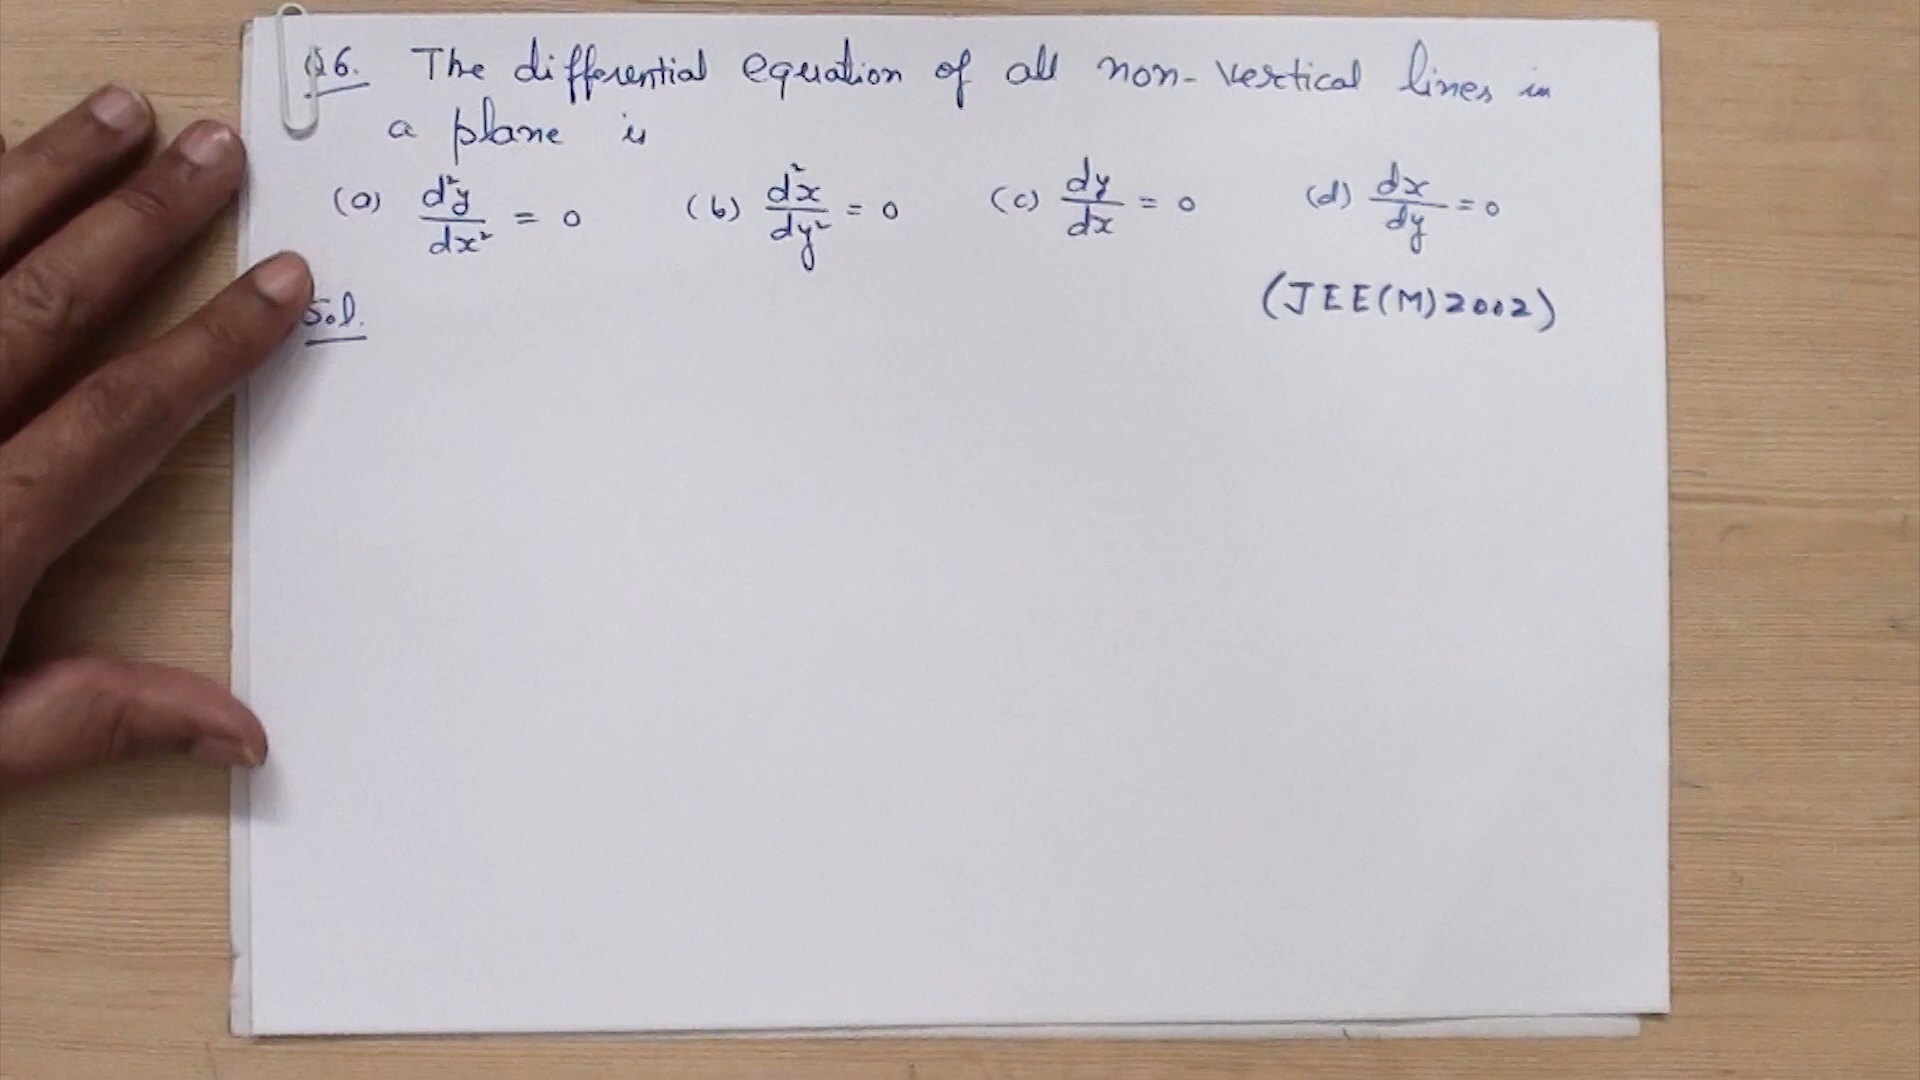 Q6. The differential equation of all non-vertical lines in
a plane is
(a) d²y/dx² = 0 (b) d²x/dy² = 0 (c) dy/dx = 0 (d) dx/dy = 0
(JEE(M)2002)
Sol.